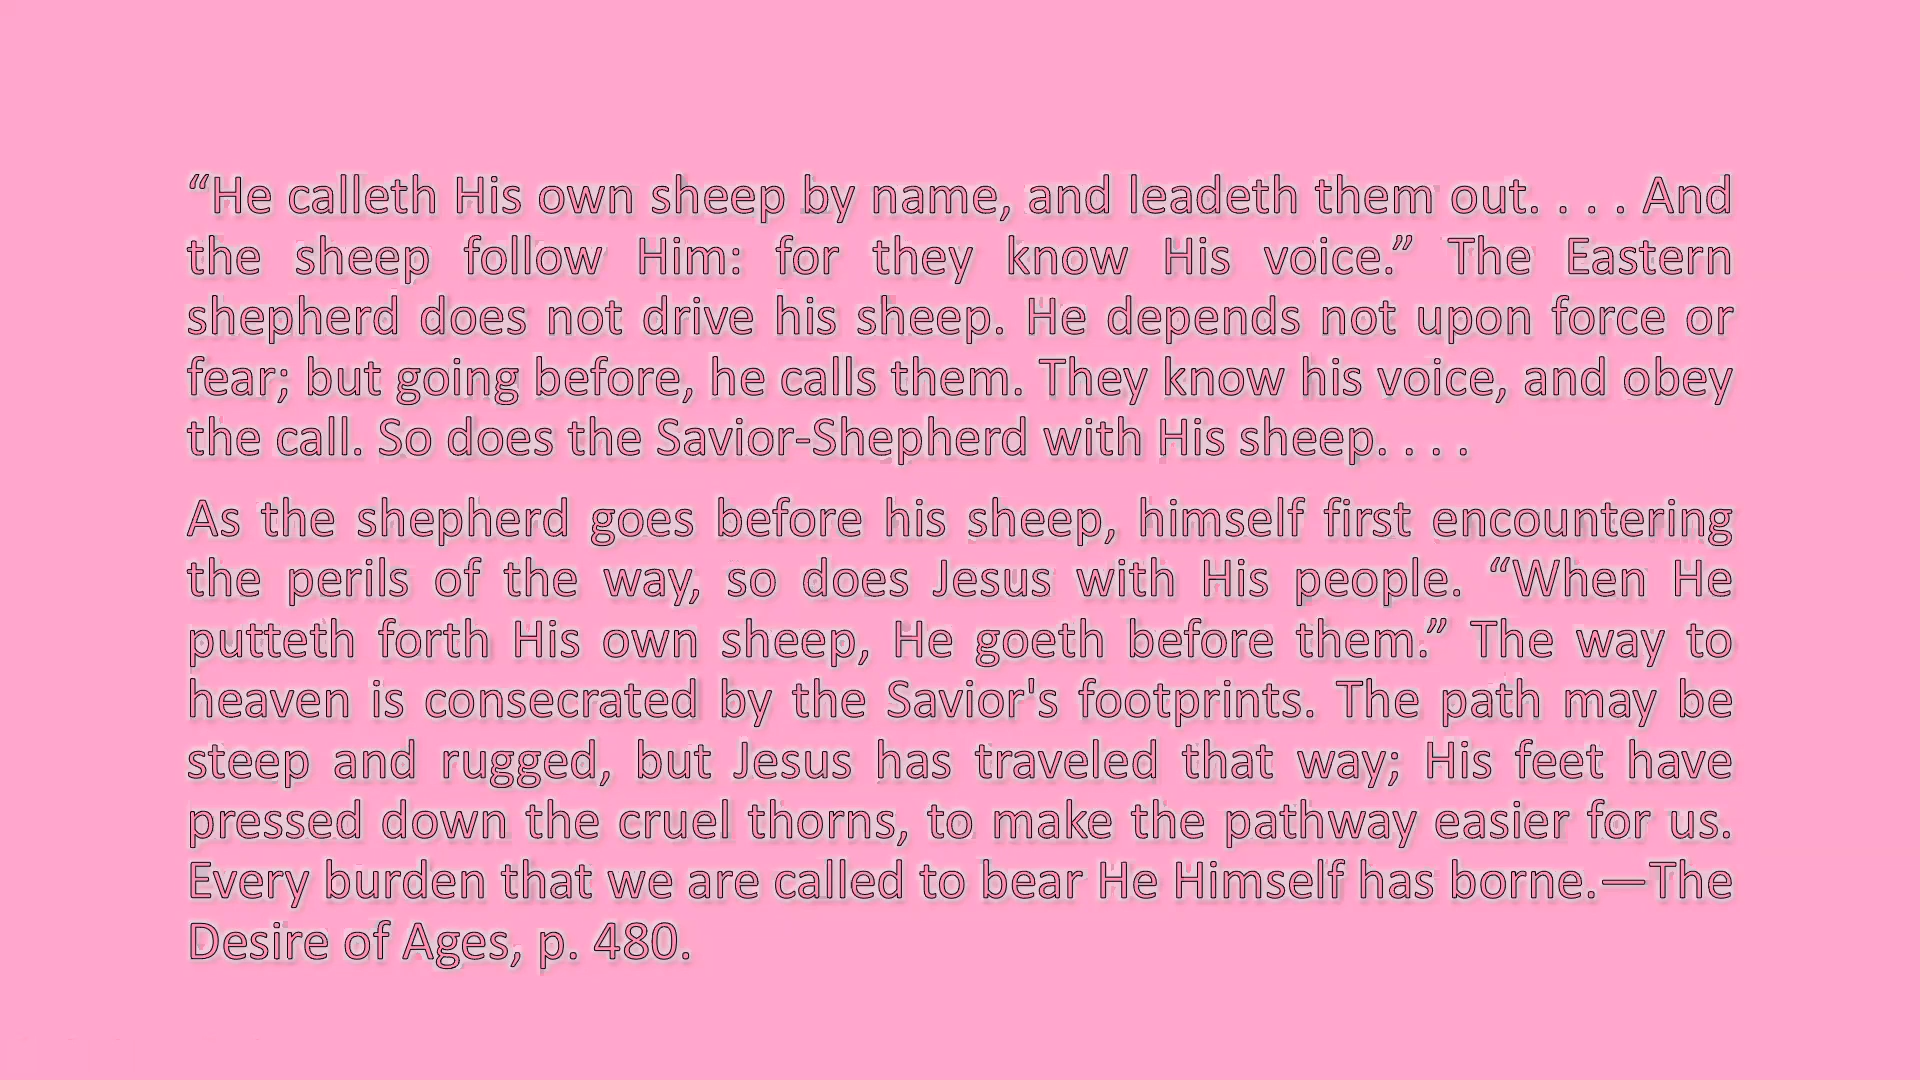 “He calleth His own sheep by name, and leadeth them out. . . . And
the sheep follow Him: for they know His voice.” The Eastern
shepherd does not drive his sheep. He depends not upon force or
fear; but going before, he calls them. They know his voice, and obey
the call. So does the Savior-Shepherd with His sheep. . . .
As the shepherd goes before his sheep, himself first encountering
the perils of the way, so does Jesus with His people. “When He
putteth forth His own sheep, He goeth before them.” The way to
heaven is consecrated by the Savior's footprints. The path may be
steep and rugged, but Jesus has traveled that way; His feet have
pressed down the cruel thorns, to make the pathway easier for us.
Every burden that we are called to bear He Himself has borne.—The
Desire of Ages, p. 480.